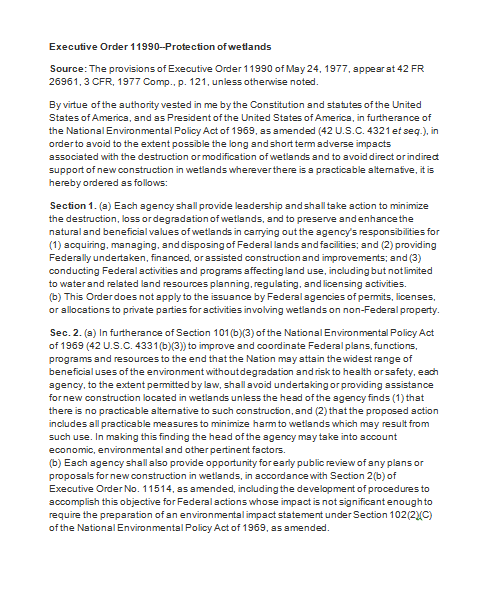 Executive Order 11990--Protection of wetlands
Source: The provisions of Executive Order 11990 of May 24, 1977, appear at 42 FR
26961, 3 CFR, 1977 Comp., p. 121, unless otherwise noted.
By virtue of the authority vested in me by the Constitution and statutes of the United
States of America, and as President of the United States of America, in furtherance of
the National Environmental Policy Act of 1969, as amended (42 U.S.C. 4321 et seq.), in
order to avoid to the extent possible the long and short term adverse impacts
associated with the destruction or modification of wetlands and to avoid direct or indirect
support of new construction in wetlands wherever there is a practicable alternative, it is
hereby ordered as follows:
Section 1. (a) Each agency shall provide leadership and shall take action to minimize
the destruction, loss or degradation of wetlands, and to preserve and enhance the
natural and beneficial values of wetlands in carrying out the agency's responsibilities for
(1) acquiring, managing, and disposing of Federal lands and facilities; and (2) providing
Federally undertaken, financed, or assisted construction and improvements; and (3)
conducting Federal activities and programs affecting land use, including but not limited
to water and related land resources planning, regulating, and licensing activities.
(b) This Order does not apply to the issuance by Federal agencies of permits, licenses,
or allocations to private parties for activities involving wetlands on non-Federal property.
Sec. 2. (a) In furtherance of Section 101(b)(3) of the National Environmental Policy Act
of 1969 (42 U.S.C. 4331(b)(3)) to improve and coordinate Federal plans, functions,
programs and resources to the end that the Nation may attain the widest range of
beneficial uses of the environment without degradation and risk to health or safety, each
agency, to the extent permitted by law, shall avoid undertaking or providing assistance
for new construction located in wetlands unless the head of the agency finds (1) that
there is no practicable alternative to such construction, and (2) that the proposed action
includes all practicable measures to minimize harm to wetlands which may result from
such use. In making this finding the head of the agency may take into account
economic, environmental and other pertinent factors.
(b) Each agency shall also provide opportunity for early public review of any plans or
proposals for new construction in wetlands, in accordance with Section 2(b) of
Executive Order No. 11514, as amended, including the development of procedures to
accomplish this objective for Federal actions whose impact is not significant enough to
require the preparation of an environmental impact statement under Section 102(2)(C)
of the National Environmental Policy Act of 1969, as amended.